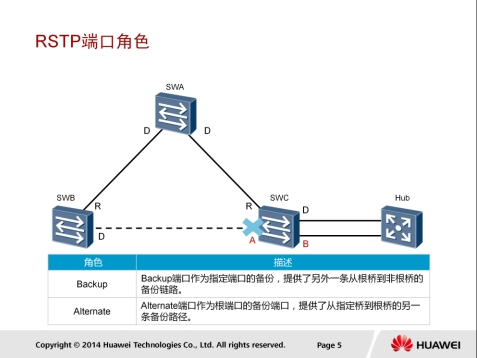 RSTP端口角色
SWA
D D
SWB
R
R
SWC
D
Hub
D
A
B
角色 描述
Backup
Backup端口作为指定端口的备份，提供了另外一条从根桥到非根桥的
备份链路。
Alternate
Alternate端口作为根端口的备份端口，提供了从指定桥到根桥的另一
条备份路径。
Copyright © 2014 Huawei Technologies Co., Ltd. All rights reserved. Page 5 HUAWEI